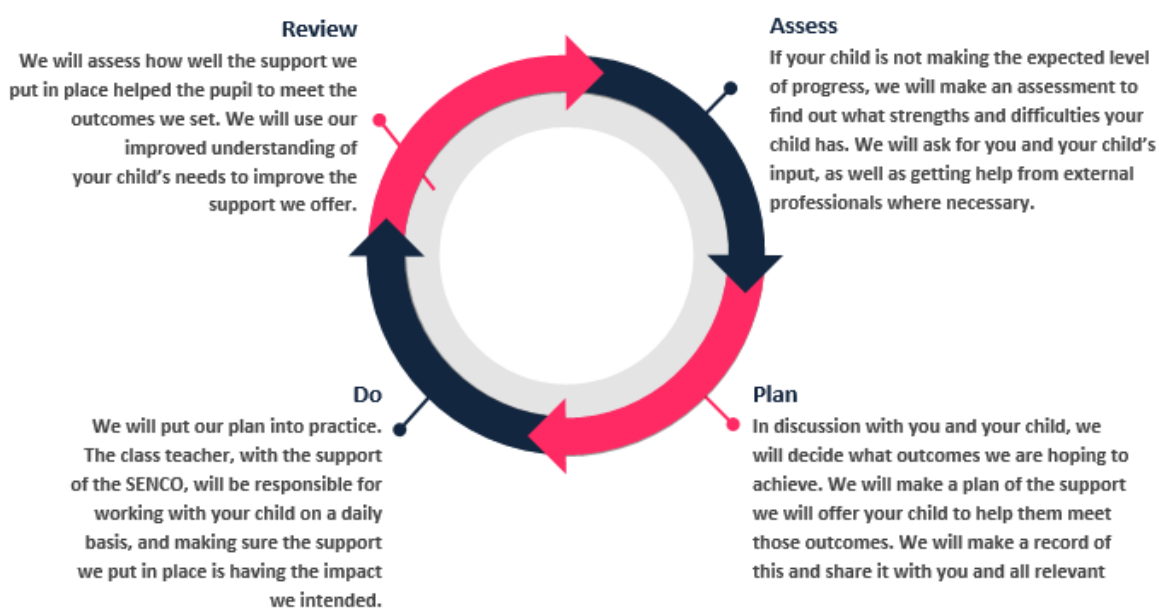 Review
We will assess how well the support we
put in place helped the pupil to meet the
outcomes we set. We will use our
improved understanding of
your child's needs to improve the
support we offer.
Assess
If your child is not making the expected level
of progress, we will make an assessment to
find out what strengths and difficulties your
child has. We will ask for you and your child's
input, as well as getting help from external
professionals where necessary.
Do
We will put our plan into practice.
The class teacher, with the support
of the SENCO, will be responsible for
working with your child on a daily
basis, and making sure the support
we put in place is having the impact
we intended.
Plan
In discussion with you and your child, we
will decide what outcomes we are hoping to
achieve. We will make a plan of the support
we will offer your child to help them meet
those outcomes. We will make a record of
this and share it with you and all relevant